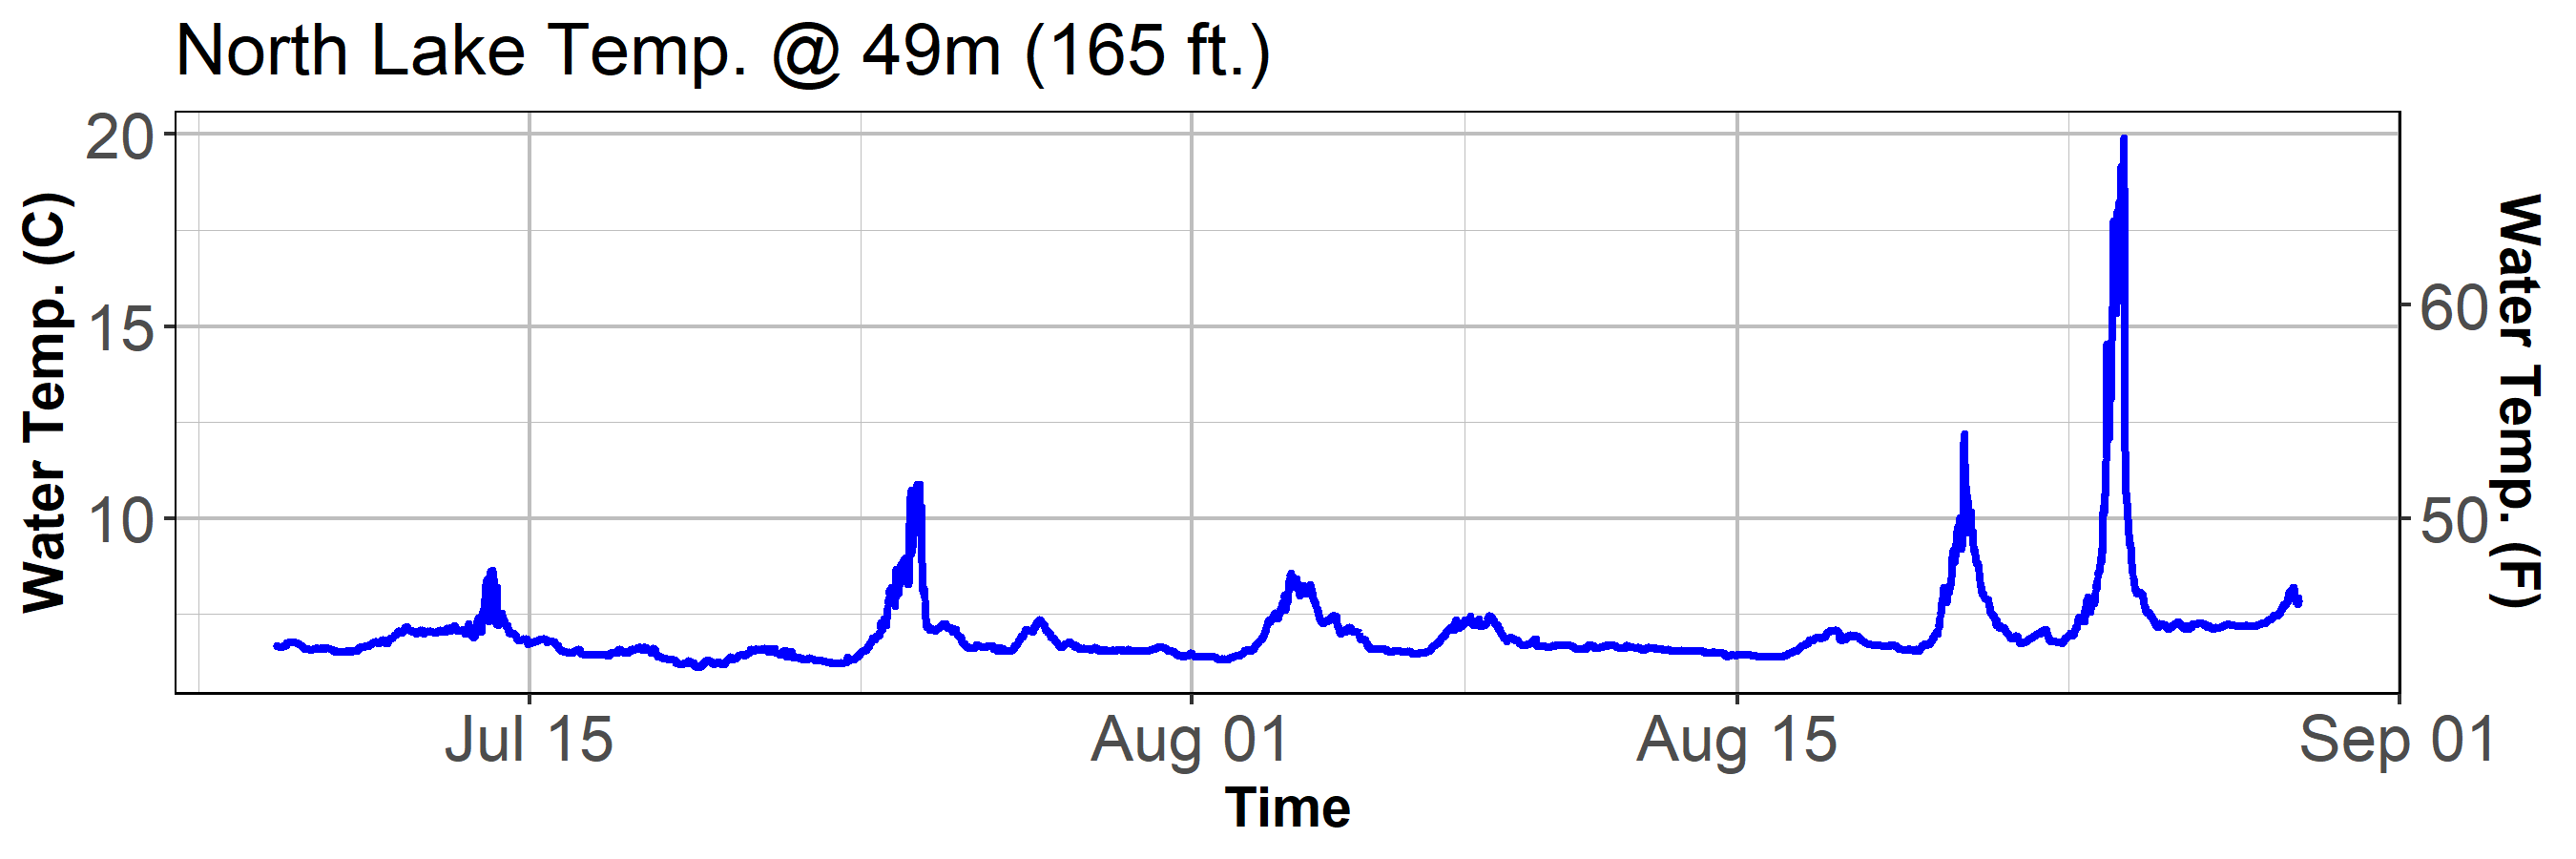 North Lake Temp. @ 49m (165 ft.)
20
15
10
Water Temp. (C)
60
50
Water Temp. (F)
Jul 15
Aug 01
Aug 15
Sep 01
Time